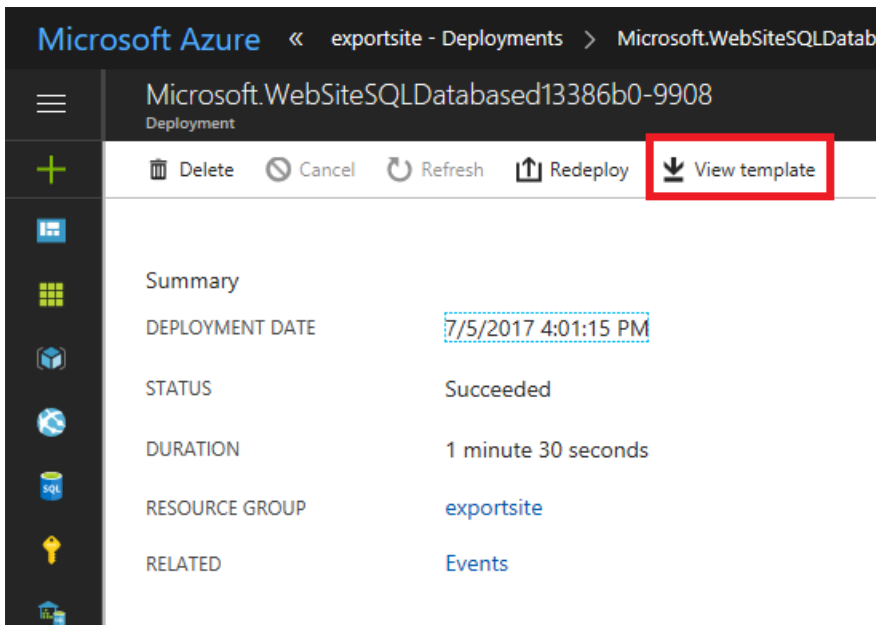 Microsoft Azure « exportsite - Deployments > Microsoft.WebSiteSQLDatab
Microsoft.WebSiteSQLDatabased13386b0-9908
Deployment
Delete Cancel Refresh Redeploy View template
Summary
DEPLOYMENT DATE 7/5/2017 4:01:15 PM
STATUS Succeeded
DURATION 1 minute 30 seconds
SQL
RESOURCE GROUP exportsite
RELATED Events